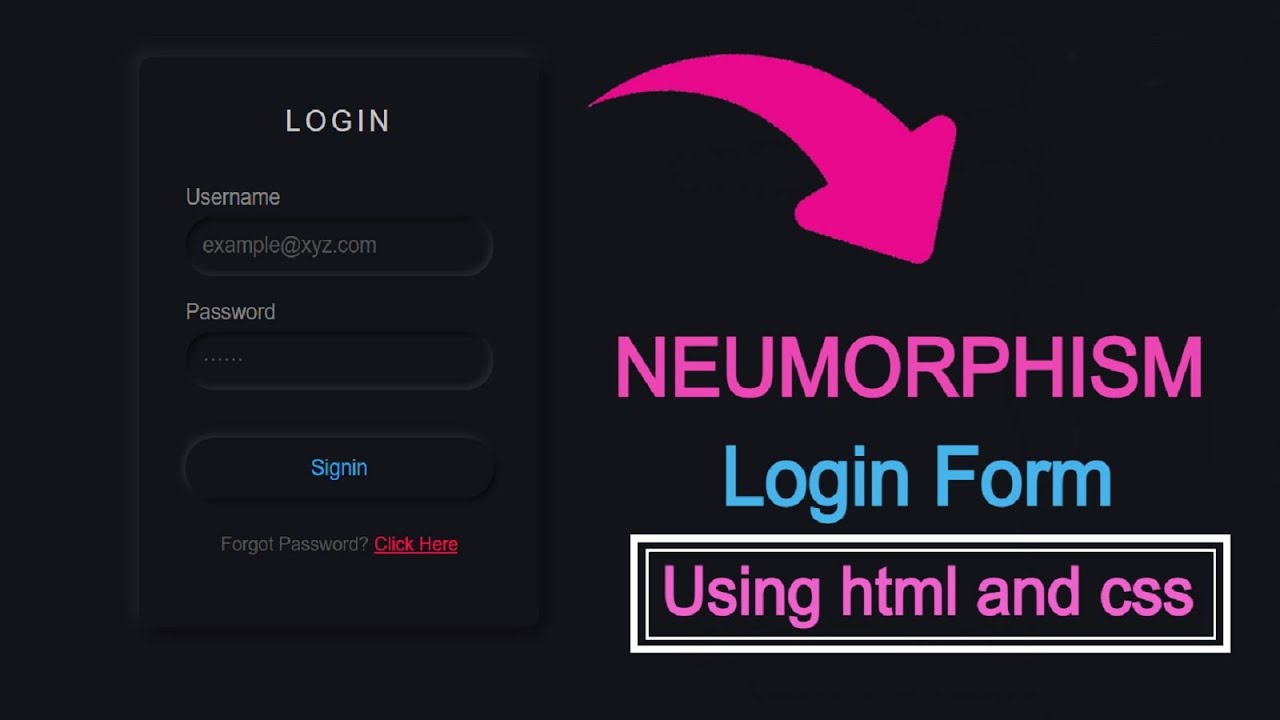 LOGIN
Username
example@xyz.com
Password
······
Signin
Forgot Password? Click Here
NEUMORPHISM
Login Form
Using html and css